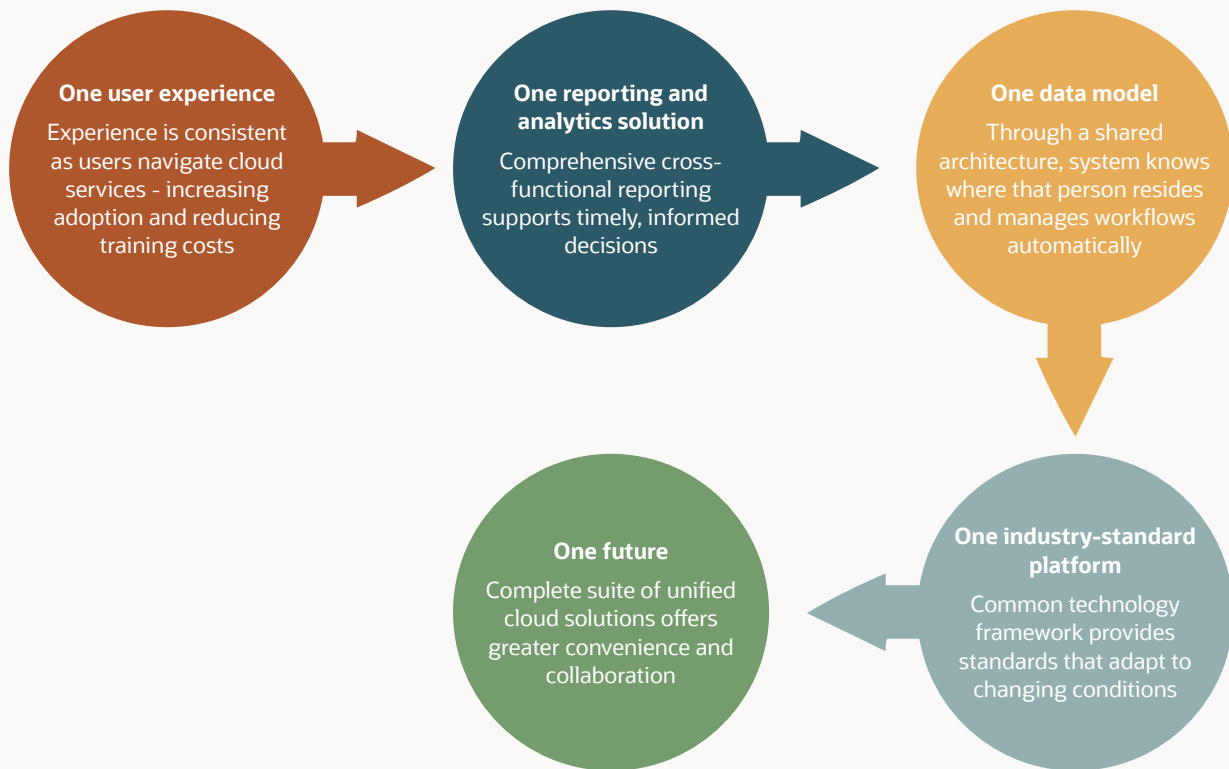 One user experience
Experience is consistent
as users navigate cloud
services - increasing
adoption and reducing
training costs
One reporting and
analytics solution
Comprehensive cross-
functional reporting
supports timely, informed
decisions
One data model
Through a shared
architecture, system knows
where that person resides
and manages workflows
automatically
One industry-standard
platform
Common technology
framework provides
standards that adapt to
changing conditions
One future
Complete suite of unified
cloud solutions offers
greater convenience and
collaboration